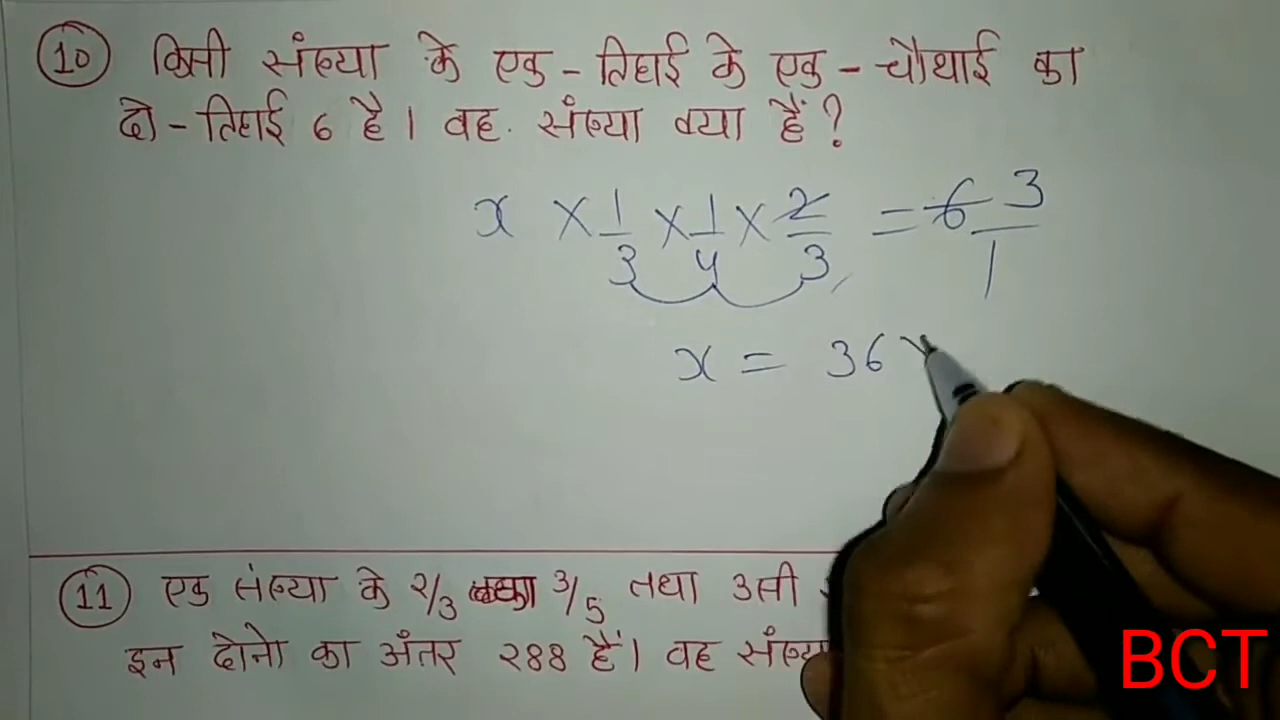 10 किसी संख्या के एक - तिहाई के एक - चौथाई का
दो - तिहाई 6 है। वह संख्या क्या हैं?
x × 1/3 × 1/4 × 2/3 = 6 3/1
x = 36 ×
11 एक संख्या के 2/3 का 3/5 तथा उसी
इन दोनो का अंतर 288 हैं। वह संख्या
BCT